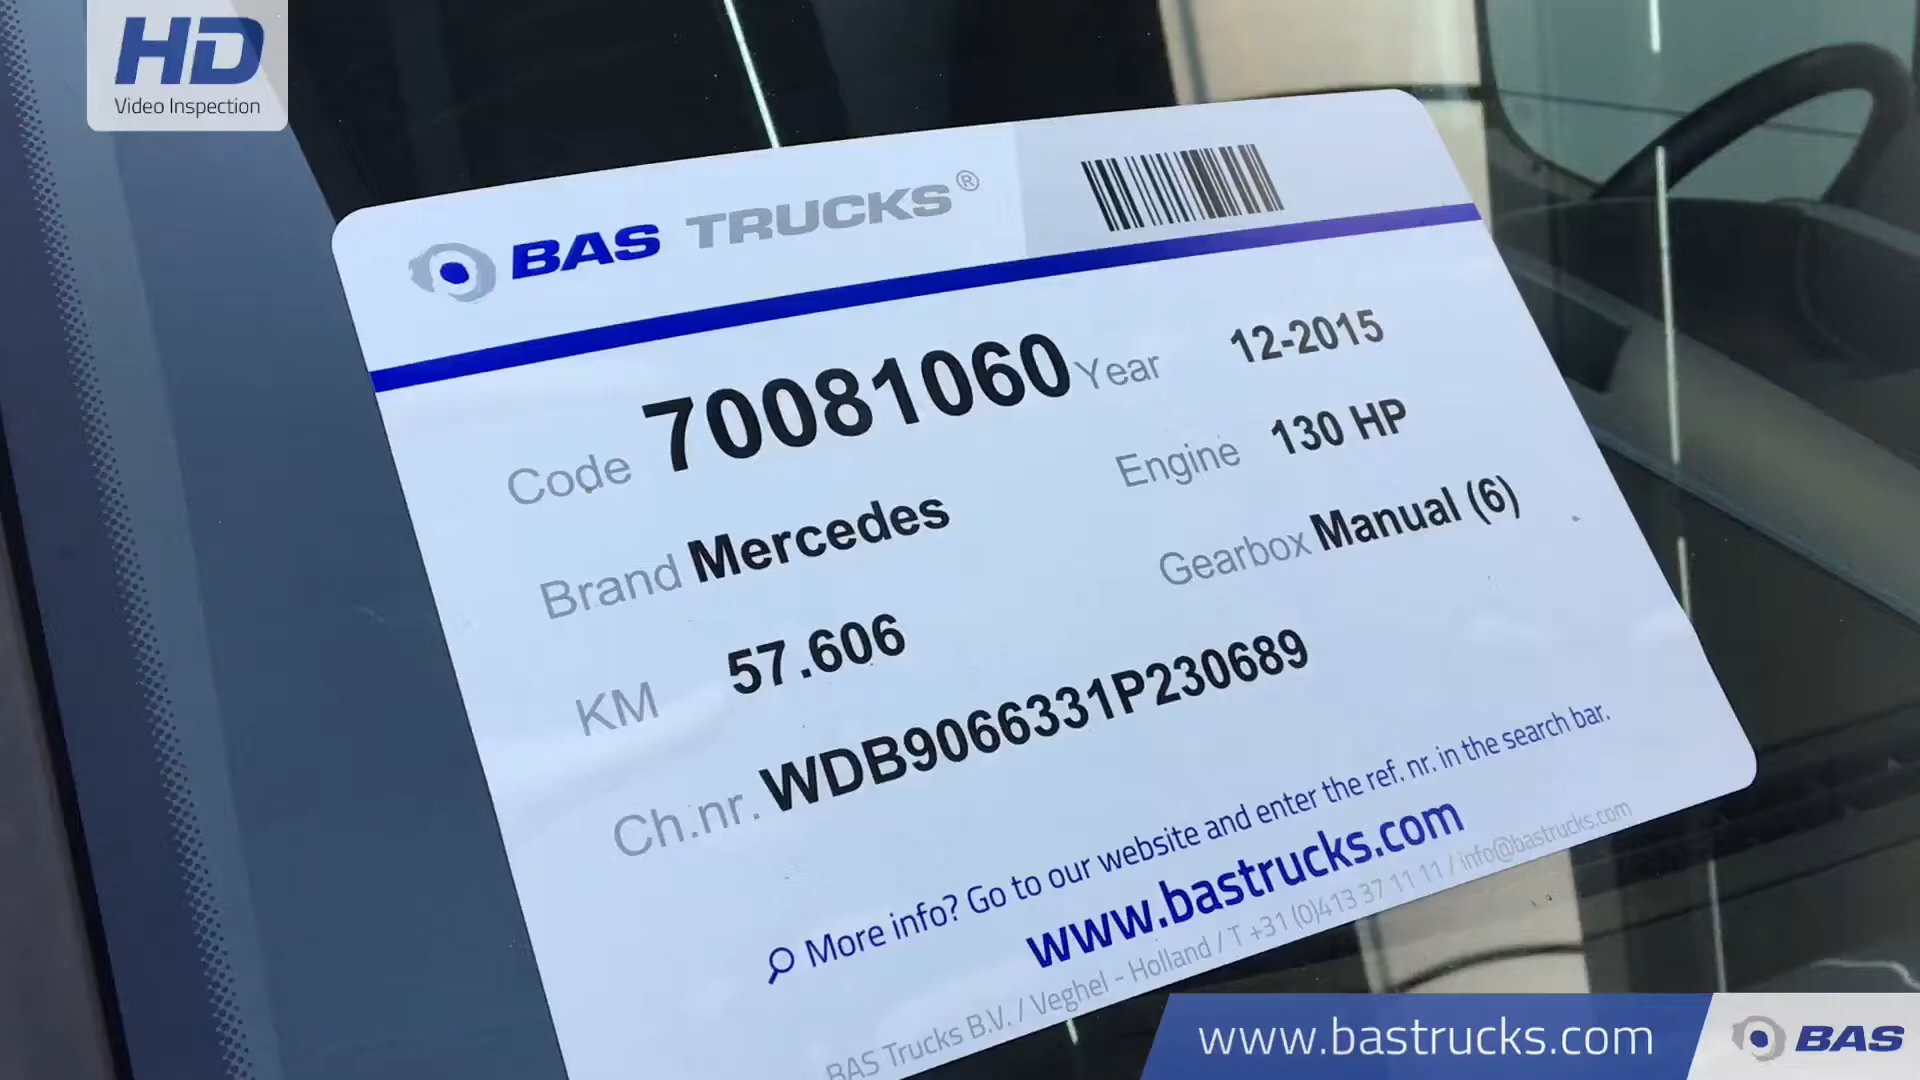 HD
Video Inspection
BAS TRUCKS®
Code 70081060 Year 12-2015
Brand Mercedes Engine 130 HP
KM 57.606 Gearbox Manual (6)
Ch.nr. WDB9066331P230689
More info? Go to our website and enter the ref. nr. in the search bar.
www.bastrucks.com
BAS Trucks B.V. / Veghel - Holland / T +31 (0)413 37 11 11 / info@bastrucks.com
www.bastrucks.com BAS